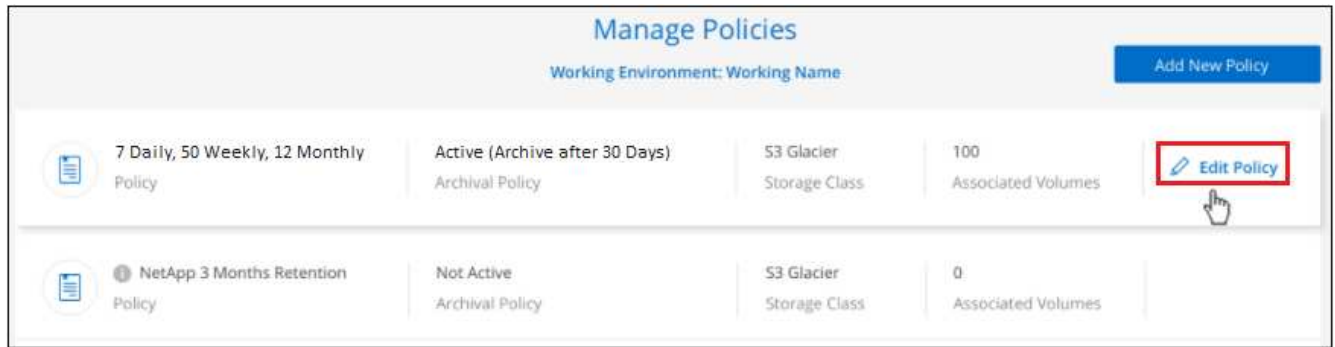 Manage Policies
Working Environment: Working Name
Add New Policy
7 Daily, 50 Weekly, 12 Monthly
Active (Archive after 30 Days)
S3 Glacier
100
Edit Policy
Policy
Archival Policy
Storage Class
Associated Volumes
NetApp 3 Months Retention
Not Active
S3 Glacier
0
Policy
Archival Policy
Storage Class
Associated Volumes